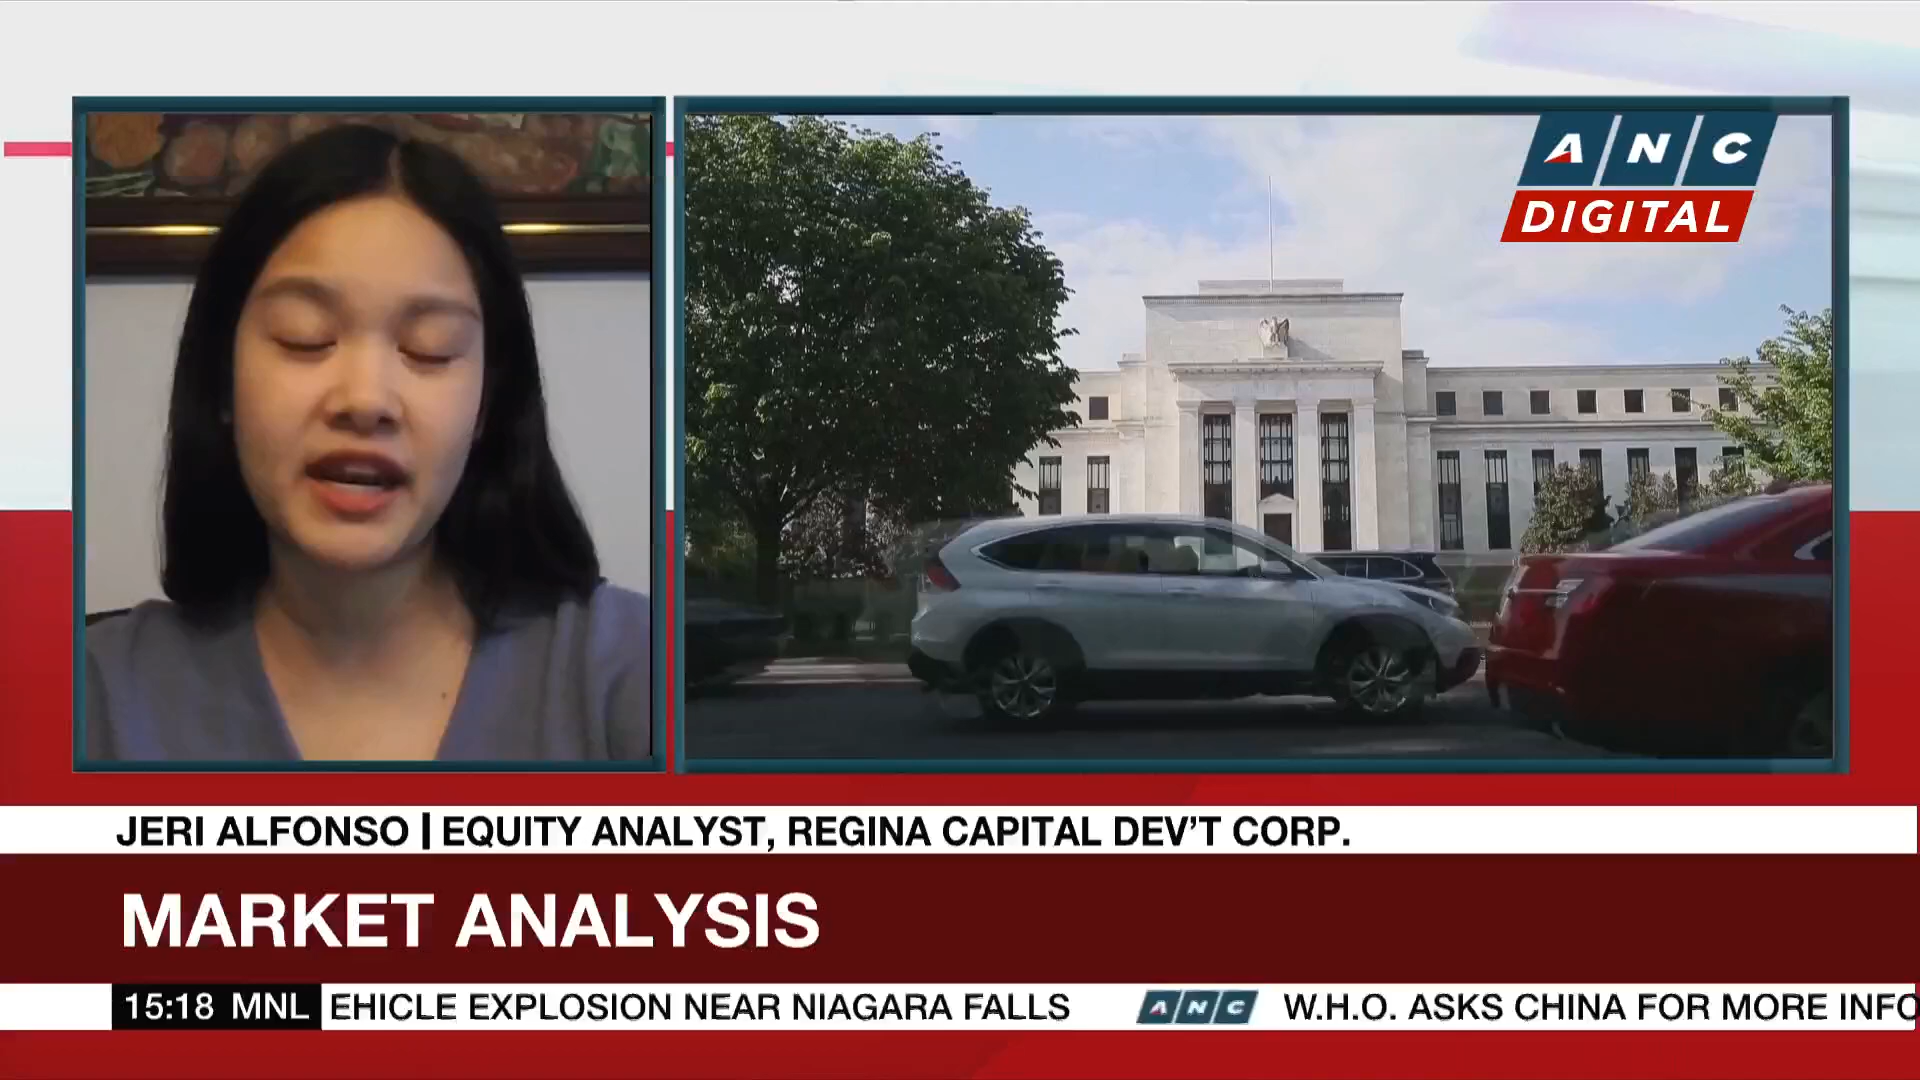 ANC
DIGITAL
JERI ALFONSO | EQUITY ANALYST, REGINA CAPITAL DEV'T CORP.
MARKET ANALYSIS
15:18 MNL EHICLE EXPLOSION NEAR NIAGARA FALLS ANC W.H.O. ASKS CHINA FOR MORE INFO